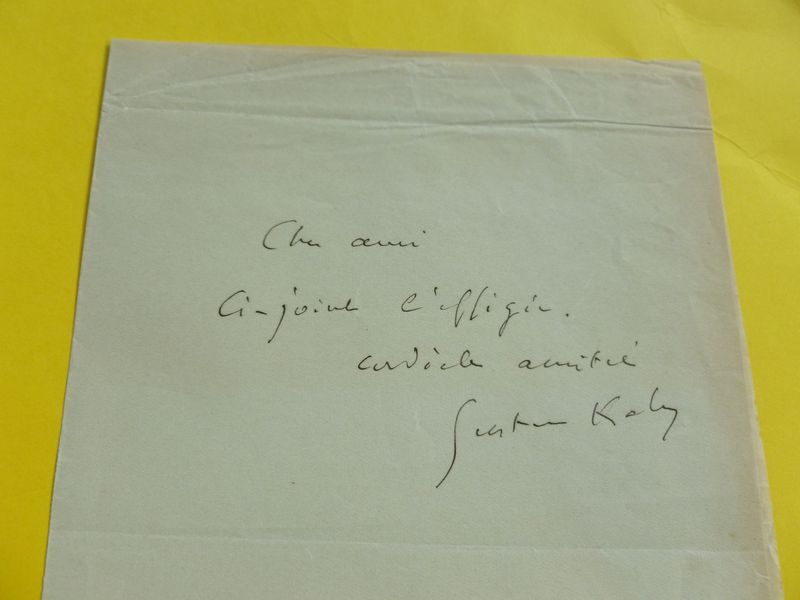 Cher ami
Ci-joint l'effigie.
cordiale amitié
Gustave Kahn